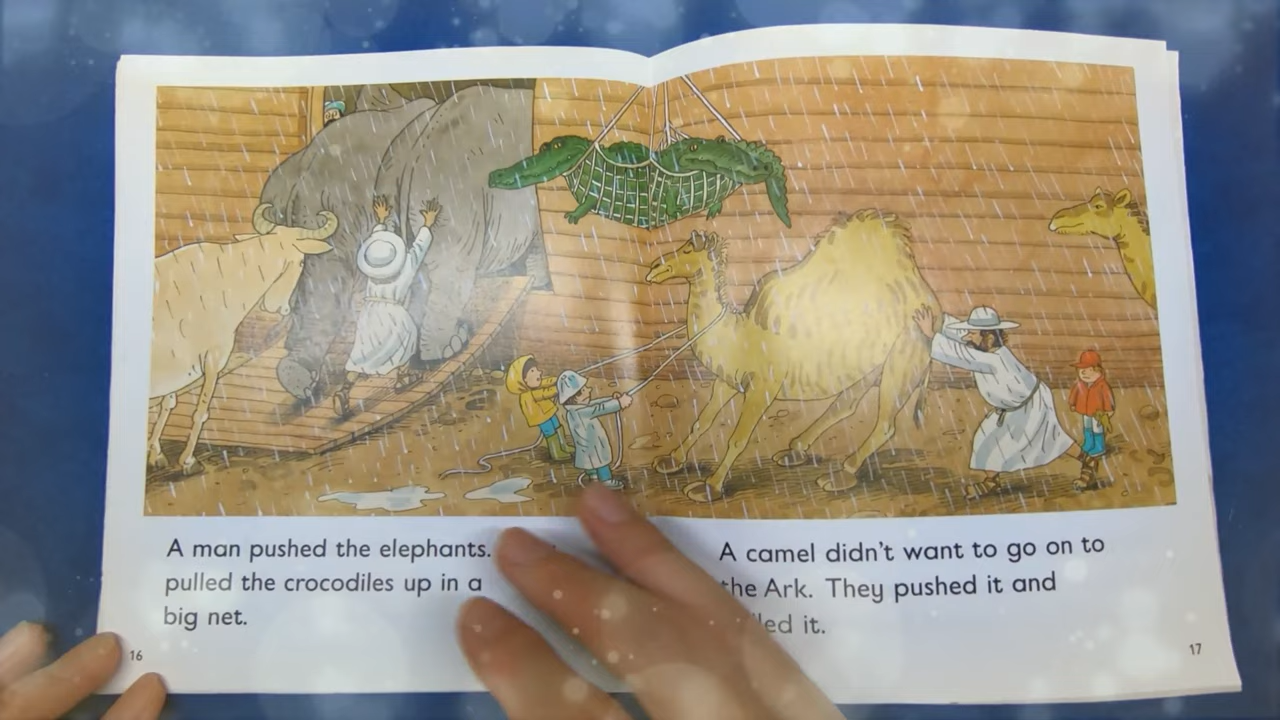 A man pushed the elephants.
pulled the crocodiles up in a
big net.
16
A camel didn't want to go on to
the Ark. They pushed it and
it.
17